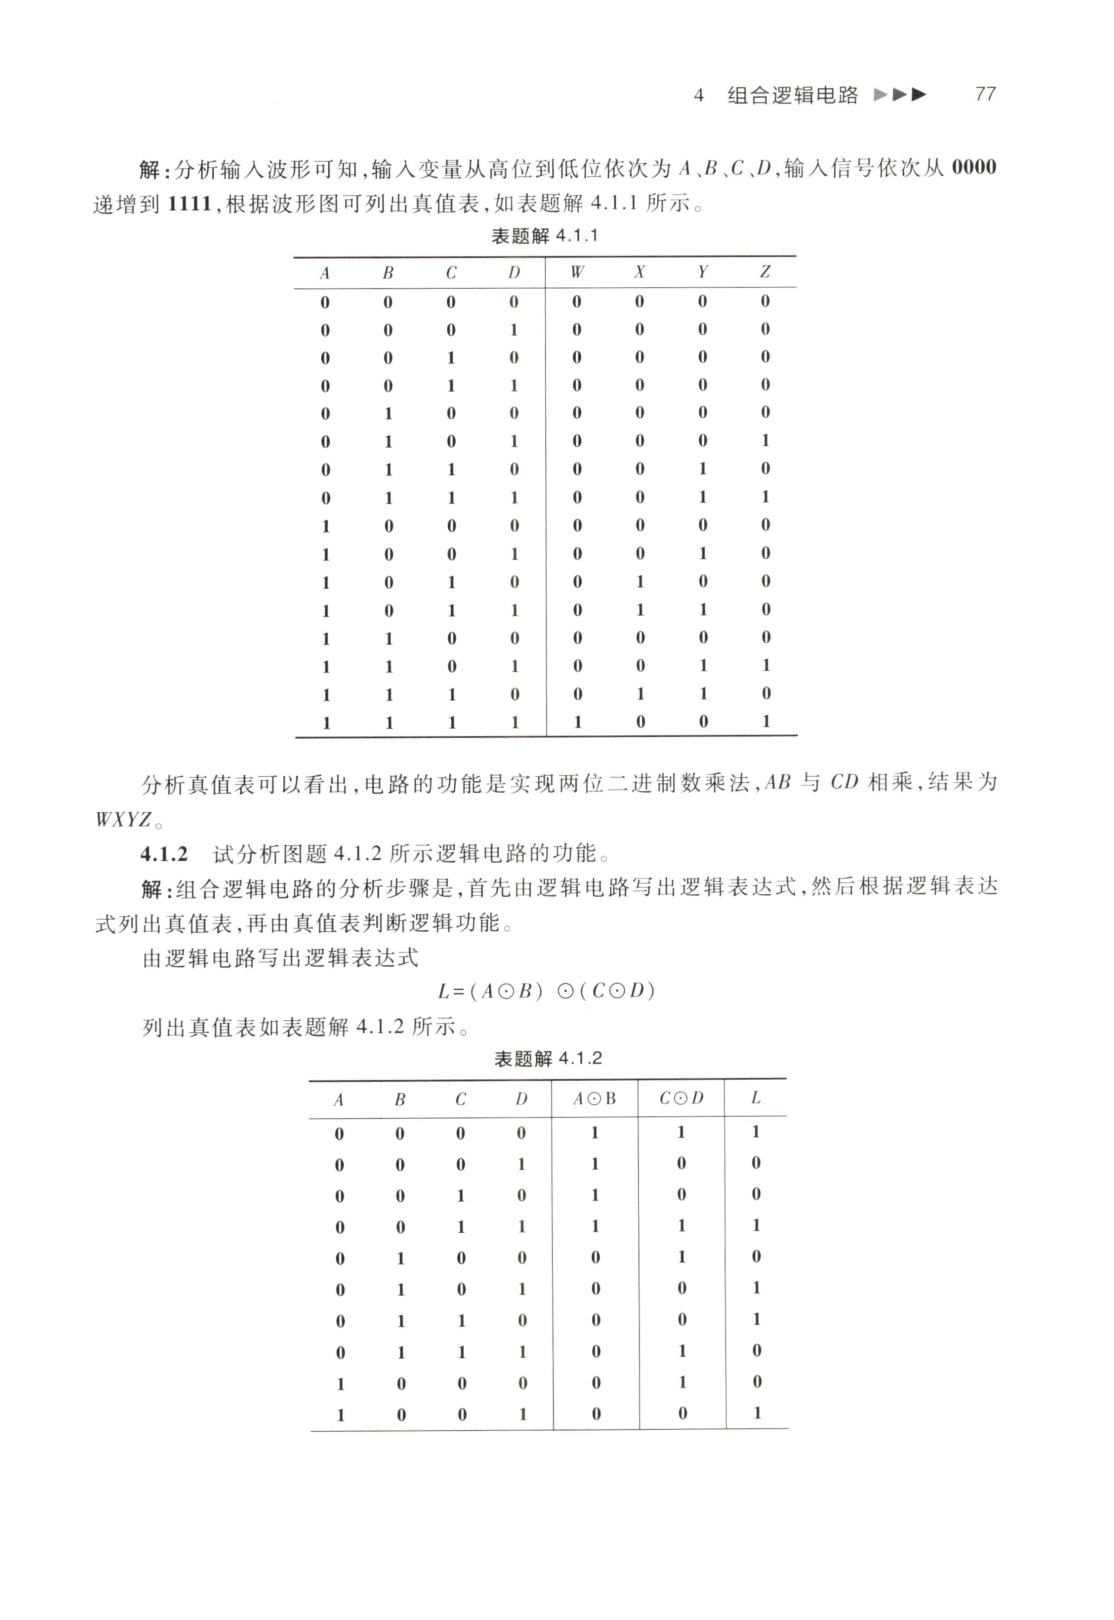 4 组合逻辑电路 ▶▶▶ 77
解:分析输入波形可知,输入变量从高位到低位依次为 A、B、C、D,输入信号依次从 0000
递增到 1111,根据波形图可列出真值表,如表题解 4.1.1 所示。
表题解 4.1.1
A B C D W X Y Z
0 0 0 0 0 0 0 0
0 0 0 1 0 0 0 0
0 0 1 0 0 0 0 0
0 0 1 1 0 0 0 0
0 1 0 0 0 0 0 0
0 1 0 1 0 0 0 1
0 1 1 0 0 0 1 0
0 1 1 1 0 0 1 1
1 0 0 0 0 0 0 0
1 0 0 1 0 0 1 0
1 0 1 0 0 1 0 0
1 0 1 1 0 1 1 0
1 1 0 0 0 0 0 0
1 1 0 1 0 0 1 1
1 1 1 0 0 1 1 0
1 1 1 1 1 0 0 1
分析真值表可以看出,电路的功能是实现两位二进制数乘法,AB 与 CD 相乘,结果为
WXYZ。
4.1.2 试分析图题 4.1.2 所示逻辑电路的功能。
解:组合逻辑电路的分析步骤是,首先由逻辑电路写出逻辑表达式,然后根据逻辑表达
式列出真值表,再由真值表判断逻辑功能。
由逻辑电路写出逻辑表达式
L=(A⊙B)⊙(C⊙D)
列出真值表如表题解 4.1.2 所示。
表题解 4.1.2
A B C D A⊙B C⊙D L
0 0 0 0 1 1 1
0 0 0 1 1 0 0
0 0 1 0 1 0 0
0 0 1 1 1 1 1
0 1 0 0 0 1 0
0 1 0 1 0 0 1
0 1 1 0 0 0 1
0 1 1 1 0 1 0
1 0 0 0 0 1 0
1 0 0 1 0 0 1